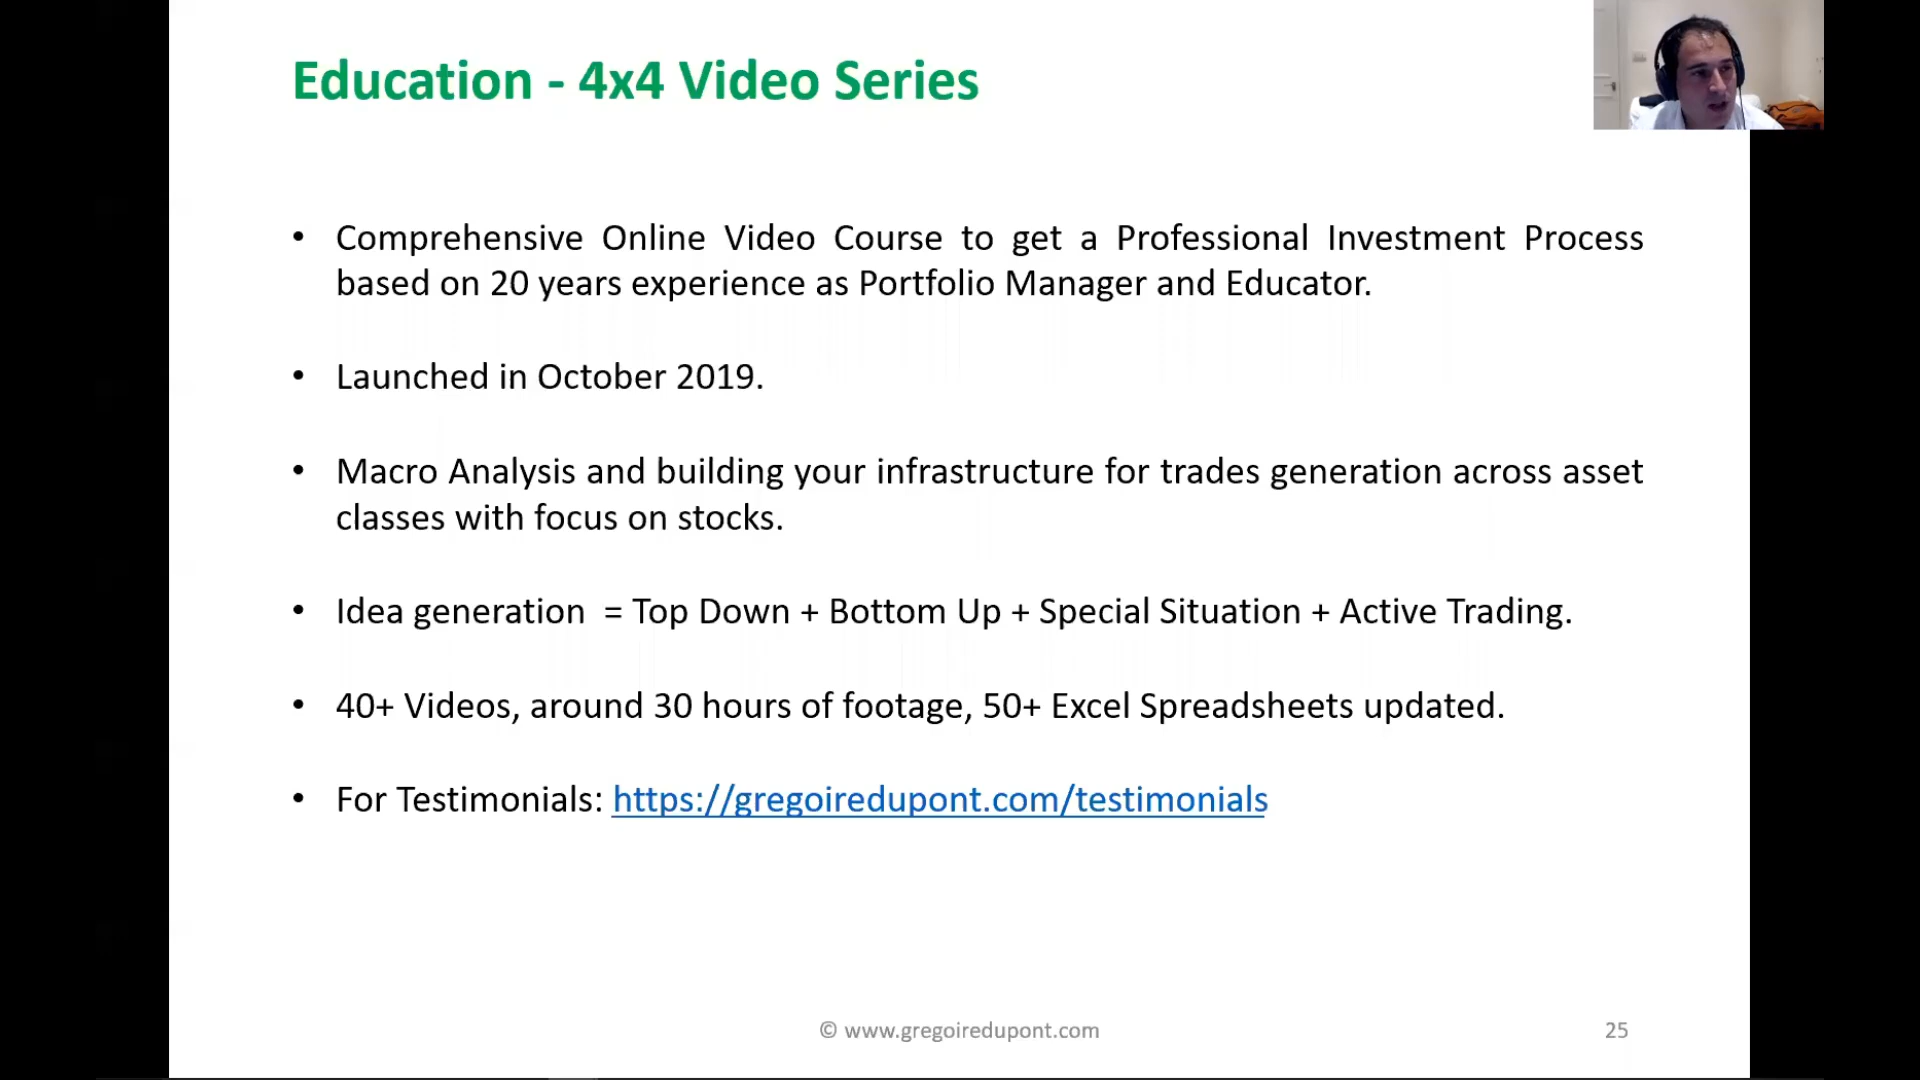 Education - 4x4 Video Series
• Comprehensive Online Video Course to get a Professional Investment Process
based on 20 years experience as Portfolio Manager and Educator.
• Launched in October 2019.
• Macro Analysis and building your infrastructure for trades generation across asset
classes with focus on stocks.
• Idea generation = Top Down + Bottom Up + Special Situation + Active Trading.
• 40+ Videos, around 30 hours of footage, 50+ Excel Spreadsheets updated.
• For Testimonials: https://gregoiredupont.com/testimonials
© www.gregoiredupont.com
25